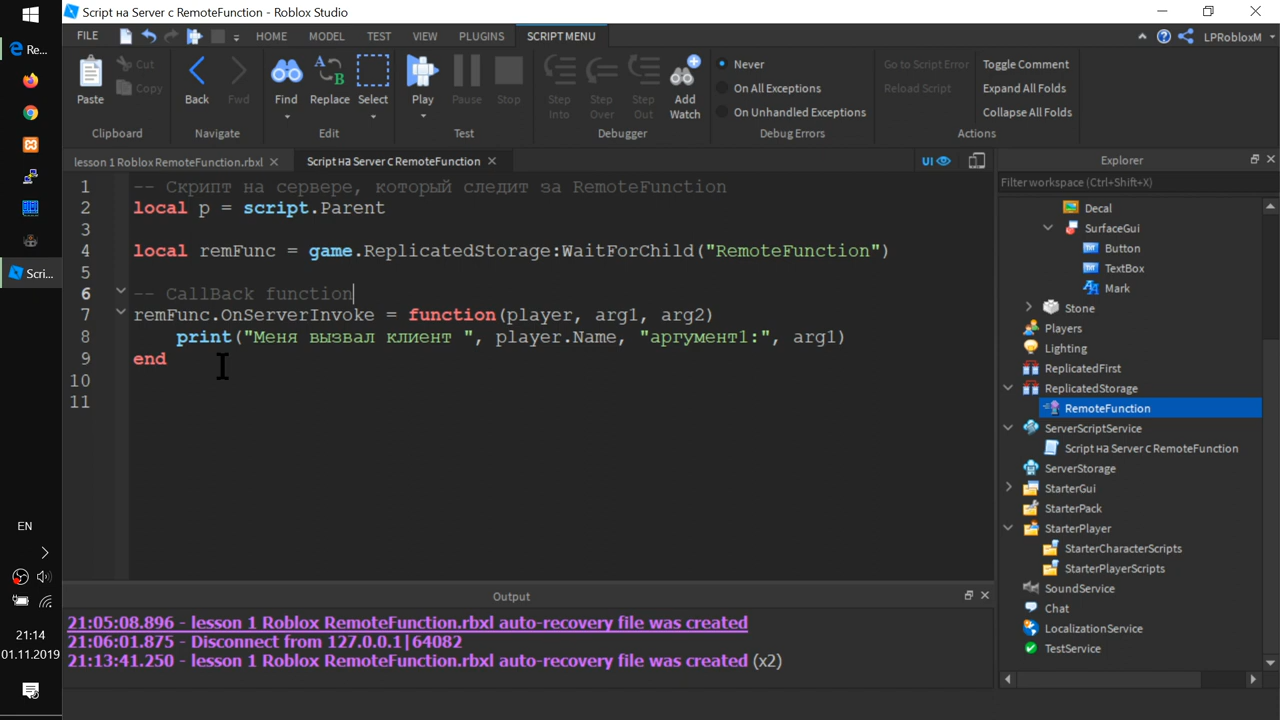 Script на Server с RemoteFunction - Roblox Studio
FILE HOME MODEL TEST VIEW PLUGINS SCRIPT MENU LPRobloxM
Paste Cut Copy Back Fwd Find Replace Select Play Pause Stop Step Into Step Over Step Out Add Watch
Never
On All Exceptions
On Unhandled Exceptions
Go to Script Error
Reload Script
Toggle Comment
Expand All Folds
Collapse All Folds
Clipboard Navigate Edit Test Debugger Debug Errors Actions
lesson 1 Roblox RemoteFunction.rbxl Script на Server с RemoteFunction UI
1 -- Скрипт на сервере, который следит за RemoteFunction
2 local p = script.Parent
3
4 local remFunc = game.ReplicatedStorage:WaitForChild("RemoteFunction")
5
6 -- CallBack function
7 remFunc.OnServerInvoke = function(player, arg1, arg2)
8 print("Меня вызвал клиент ", player.Name, "аргумент1:", arg1)
9 end
10
11
Explorer
Filter workspace (Ctrl+Shift+X)
Decal
SurfaceGui
Button
TextBox
Mark
Stone
Players
Lighting
ReplicatedFirst
ReplicatedStorage
RemoteFunction
ServerScriptService
Script на Server с RemoteFunction
ServerStorage
StarterGui
StarterPack
StarterPlayer
StarterCharacterScripts
StarterPlayerScripts
SoundService
Chat
LocalizationService
TestService
Output
21:05:08.896 - lesson 1 Roblox RemoteFunction.rbxl auto-recovery file was created
21:06:01.875 - Disconnect from 127.0.0.1|64082
21:13:41.250 - lesson 1 Roblox RemoteFunction.rbxl auto-recovery file was created (x2)
Re...
Scri...
EN
21:14
01.11.2019